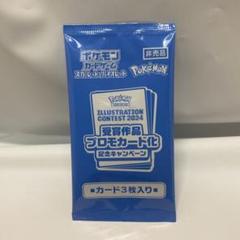 ポケモン
カードゲーム
スカーレット&バイオレット
非売品
Pokémon
ILLUSTRATION
CONTEST 2024
受賞作品
プロモカード化
記念キャンペーン
■カード3枚入り■